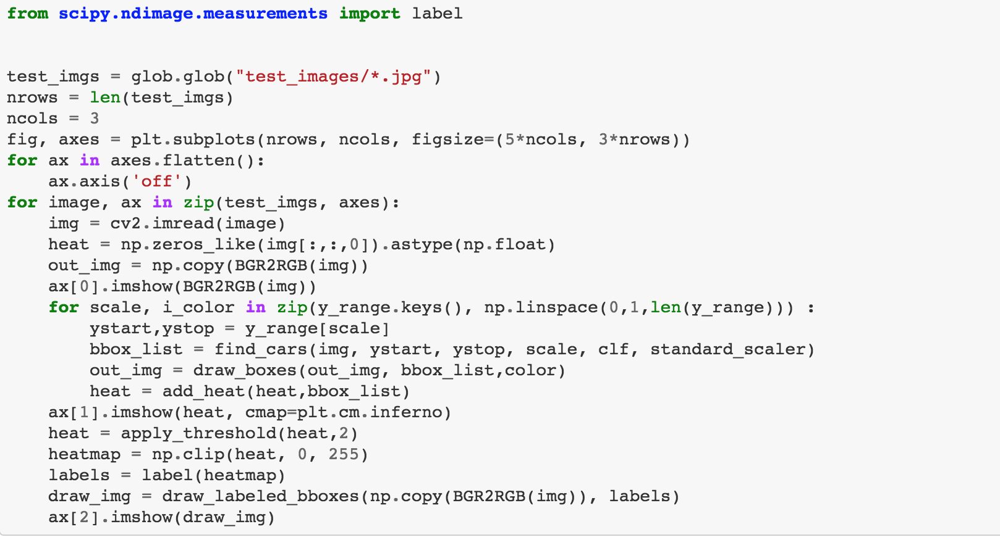 from scipy.ndimage.measurements import label
test_imgs = glob.glob("test_images/*.jpg")
nrows = len(test_imgs)
ncols = 3
fig, axes = plt.subplots(nrows, ncols, figsize=(5*ncols, 3*nrows))
for ax in axes.flatten():
    ax.axis('off')
for image, ax in zip(test_imgs, axes):
    img = cv2.imread(image)
    heat = np.zeros_like(img[:,:,0]).astype(np.float)
    out_img = np.copy(BGR2RGB(img))
    ax[0].imshow(BGR2RGB(img))
    for scale, i_color in zip(y_range.keys(), np.linspace(0,1,len(y_range))) :
        ystart,ystop = y_range[scale]
        bbox_list = find_cars(img, ystart, ystop, scale, clf, standard_scaler)
        out_img = draw_boxes(out_img, bbox_list,color)
        heat = add_heat(heat,bbox_list)
    ax[1].imshow(heat, cmap=plt.cm.inferno)
    heat = apply_threshold(heat,2)
    heatmap = np.clip(heat, 0, 255)
    labels = label(heatmap)
    draw_img = draw_labeled_bboxes(np.copy(BGR2RGB(img)), labels)
    ax[2].imshow(draw_img)